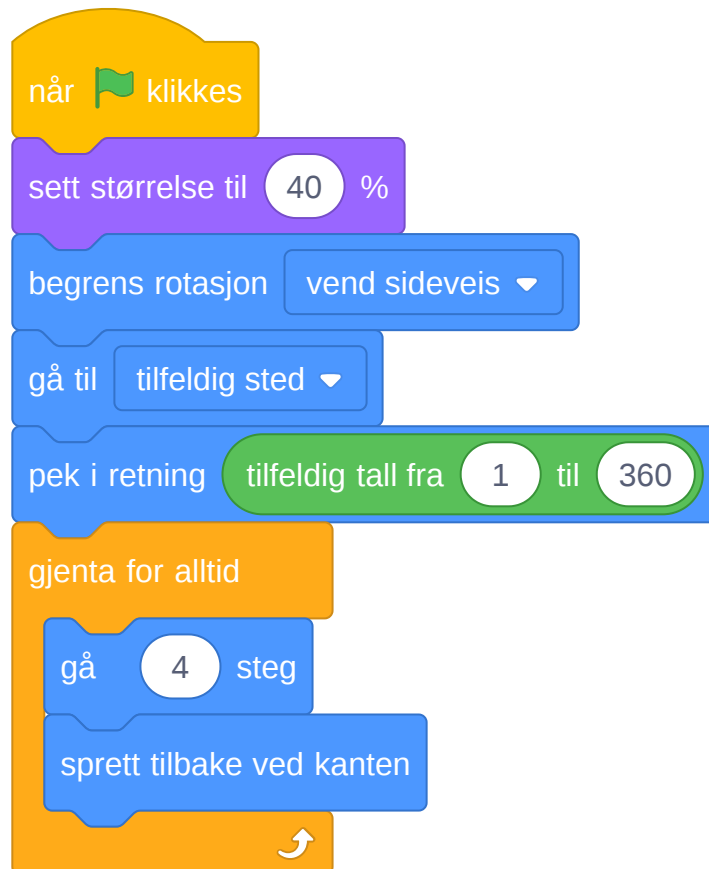 når klikkes
sett størrelse til 40 %
begrens rotasjon vend sideveis
gå til tilfeldig sted
pek i retning tilfeldig tall fra 1 til 360
gjenta for alltid
gå 4 steg
sprett tilbake ved kanten